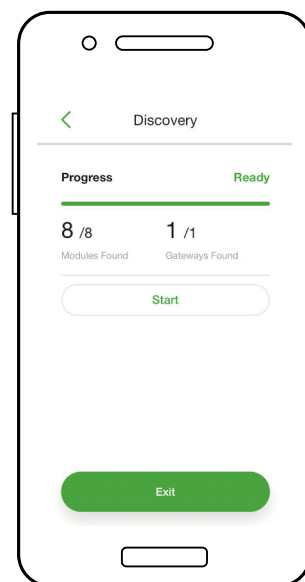 Discovery
Progress Ready
8 /8 1 /1
Modules Found Gateways Found
Start
Exit